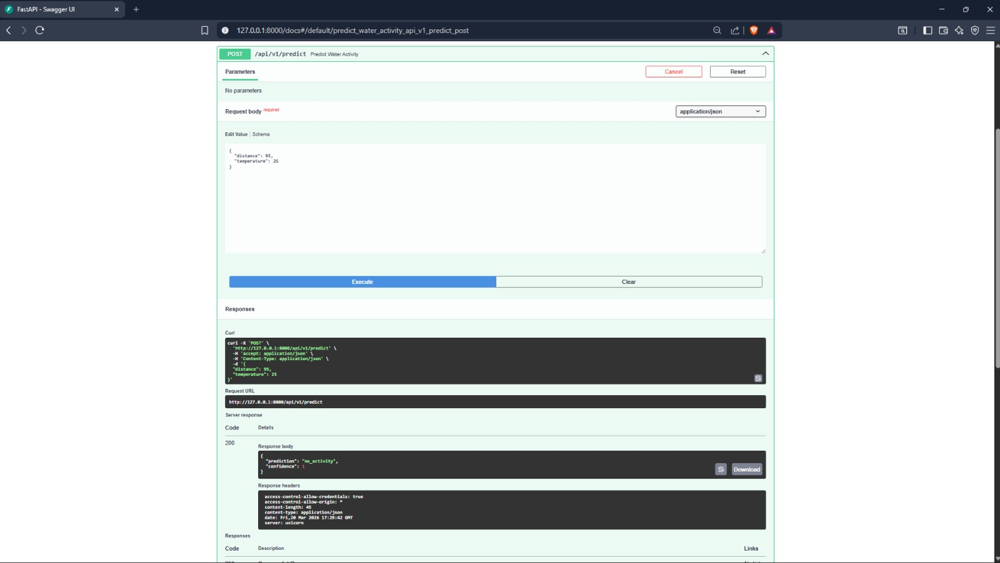 FastAPI - Swagger UI
127.0.0.1:8000/docs#/default/predict_water_activity_api_v1_predict_post
POST /api/v1/predict Predict Water Activity
Parameters
Cancel
Reset
No parameters
Request body required
application/json
Edit Value | Schema
{
"distance": 95,
"temperature": 25
}
Execute
Clear
Responses
Curl
curl -X 'POST' \
'http://127.0.0.1:8000/api/v1/predict' \
-H 'accept: application/json' \
-H 'Content-Type: application/json' \
-d '{
"distance": 95,
"temperature": 25
}'
Request URL
http://127.0.0.1:8000/api/v1/predict
Server response
Code Details
200
Response body
{
"prediction": "no_activity",
"confidence": 1
}
Download
Response headers
access-control-allow-credentials: true
access-control-allow-origin: *
content-length: 45
content-type: application/json
date: Fri,20 Mar 2026 17:29:42 GMT
server: uvicorn
Responses
Code Description Links